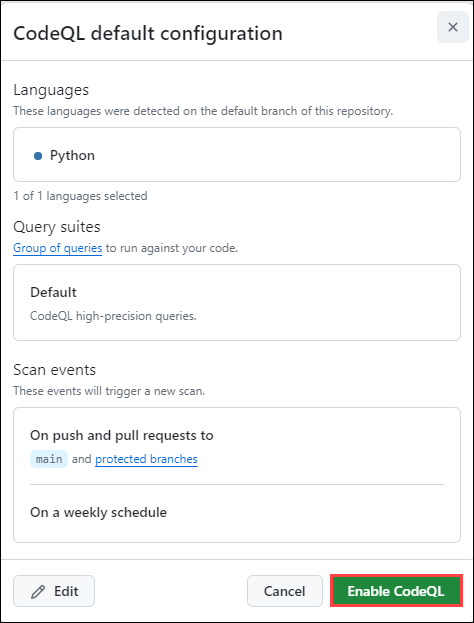 CodeQL default configuration
Languages
These languages were detected on the default branch of this repository.
Python
1 of 1 languages selected
Query suites
Group of queries to run against your code.
Default
CodeQL high-precision queries.
Scan events
These events will trigger a new scan.
On push and pull requests to
main and protected branches
On a weekly schedule
Edit Cancel Enable CodeQL